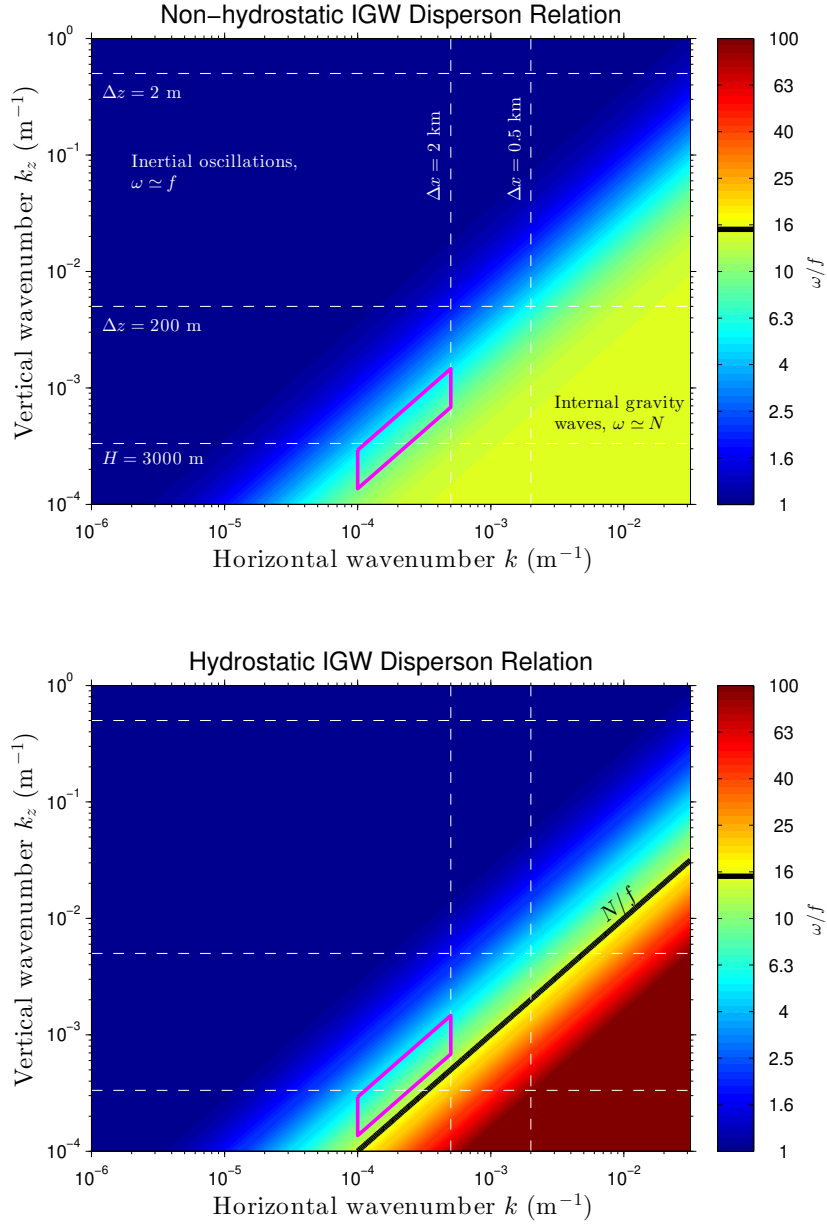 Non-hydrostatic IGW Disperson Relation
Vertical wavenumber k_z (m⁻¹)
10⁰
10⁻¹
10⁻²
10⁻³
10⁻⁴
Δz = 2 m
Inertial oscillations,
ω ≃ f
Δx = 2 km
Δx = 0.5 km
Δz = 200 m
Internal gravity
waves, ω ≃ N
H = 3000 m
10⁻⁶
10⁻⁵
10⁻⁴
10⁻³
10⁻²
Horizontal wavenumber k (m⁻¹)
100
63
40
25
16
10
6.3
4
2.5
1.6
1
ω/f
Hydrostatic IGW Disperson Relation
Vertical wavenumber k_z (m⁻¹)
10⁰
10⁻¹
10⁻²
10⁻³
10⁻⁴
N/f
10⁻⁶
10⁻⁵
10⁻⁴
10⁻³
10⁻²
Horizontal wavenumber k (m⁻¹)
100
63
40
25
16
10
6.3
4
2.5
1.6
1
ω/f